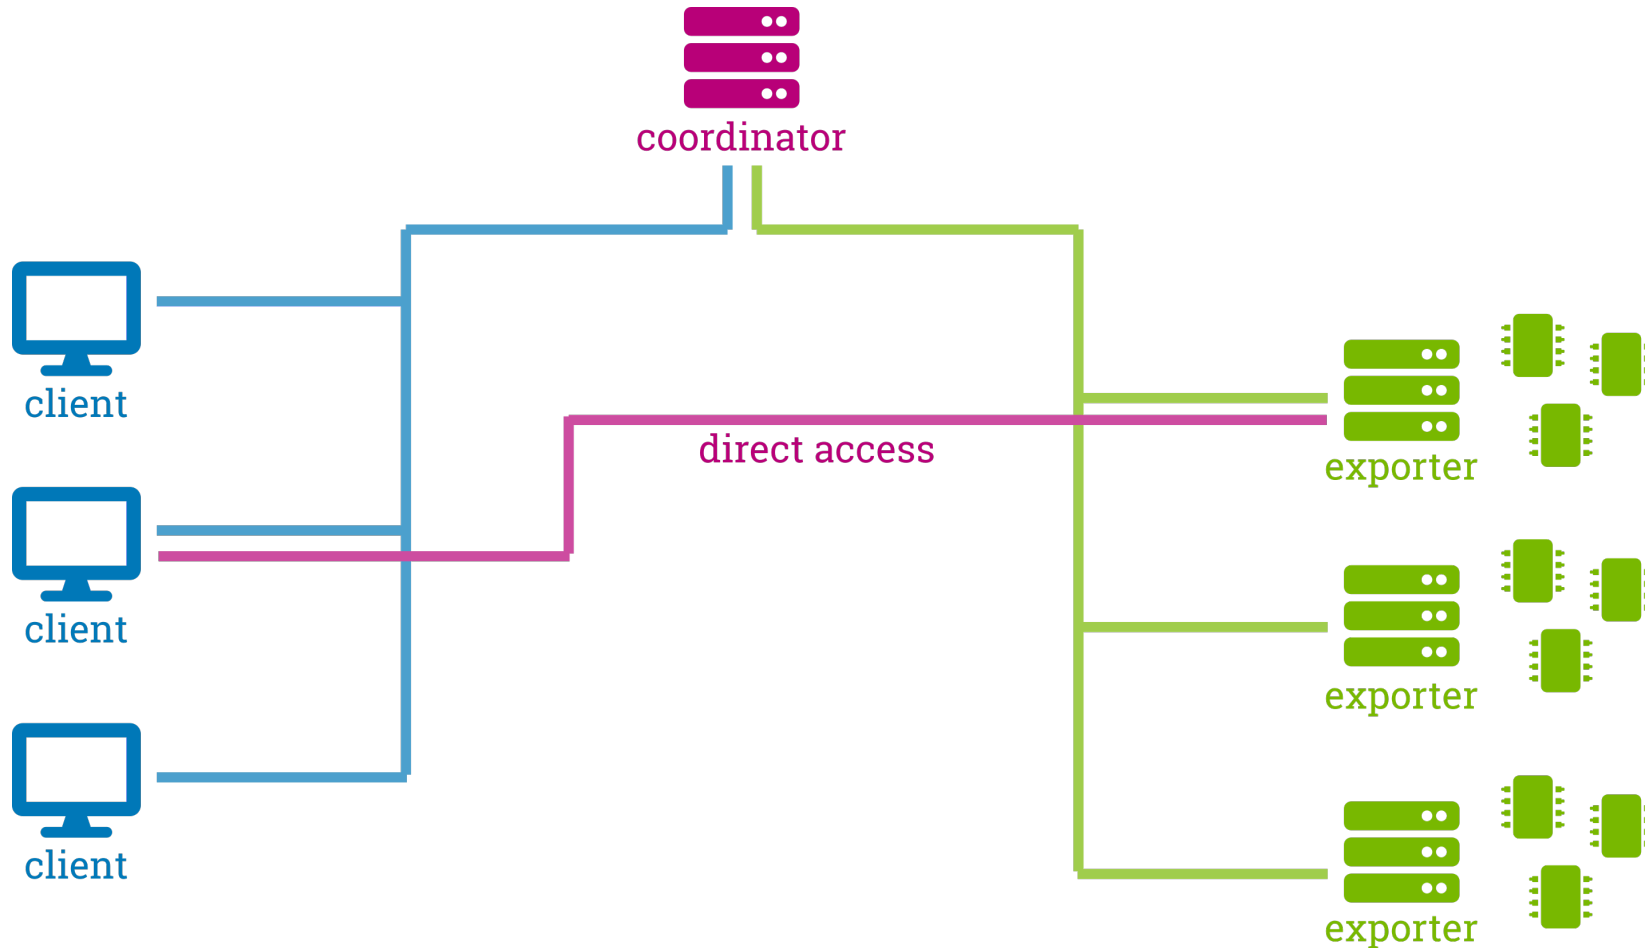 coordinator
client
direct access
exporter
client
exporter
client
exporter